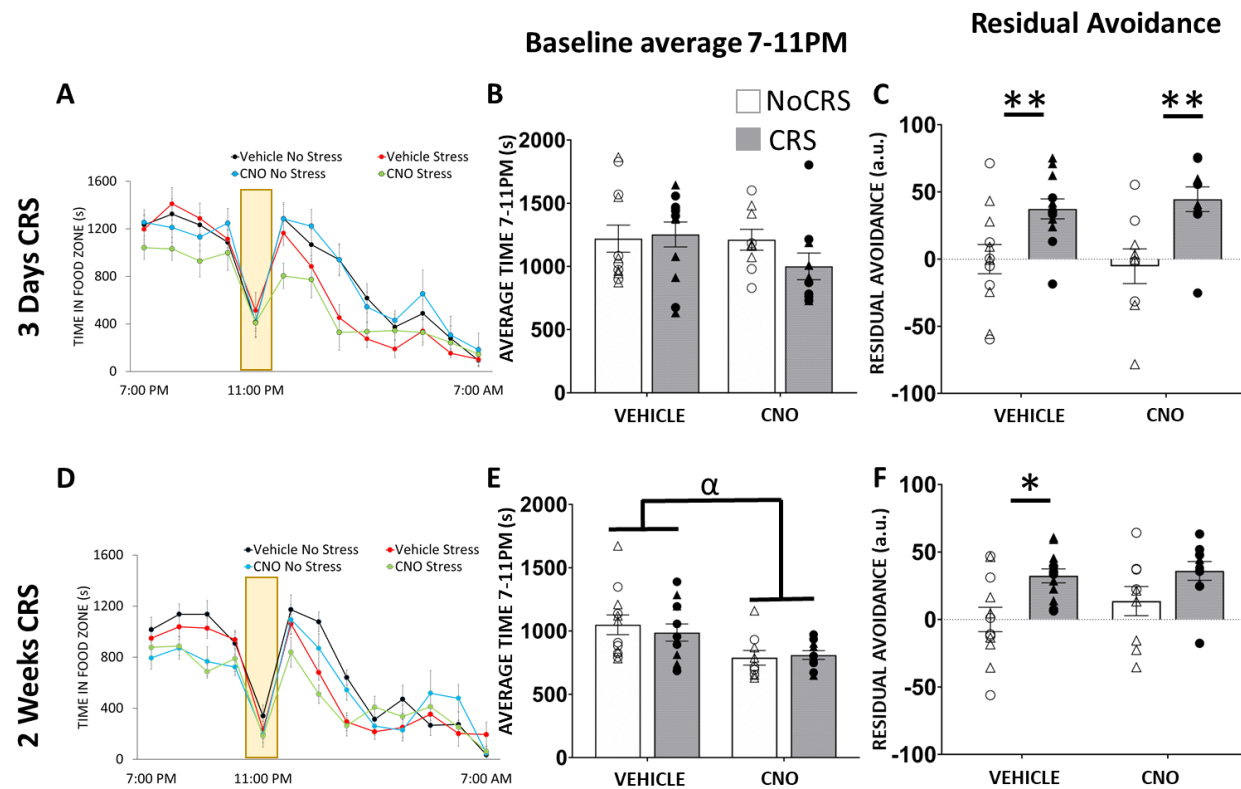 Baseline average 7-11PM
Residual Avoidance
3 Days CRS
A
Vehicle No Stress
Vehicle Stress
CNO No Stress
CNO Stress
TIME IN FOOD ZONE (s)
1600
1200
800
400
0
7:00 PM
11:00 PM
7:00 AM
B
NoCRS
CRS
AVERAGE TIME 7-11PM (s)
2000
1500
1000
500
0
VEHICLE
CNO
C
**
**
RESIDUAL AVOIDANCE (a.u.)
100
50
0
-50
-100
VEHICLE
CNO
2 Weeks CRS
D
Vehicle No Stress
Vehicle Stress
CNO No Stress
CNO Stress
TIME IN FOOD ZONE (s)
1600
1200
800
400
0
7:00 PM
11:00 PM
7:00 AM
E
α
AVERAGE TIME 7-11PM (s)
2000
1500
1000
500
0
VEHICLE
CNO
F
*
RESIDUAL AVOIDANCE (a.u.)
100
50
0
-50
-100
VEHICLE
CNO